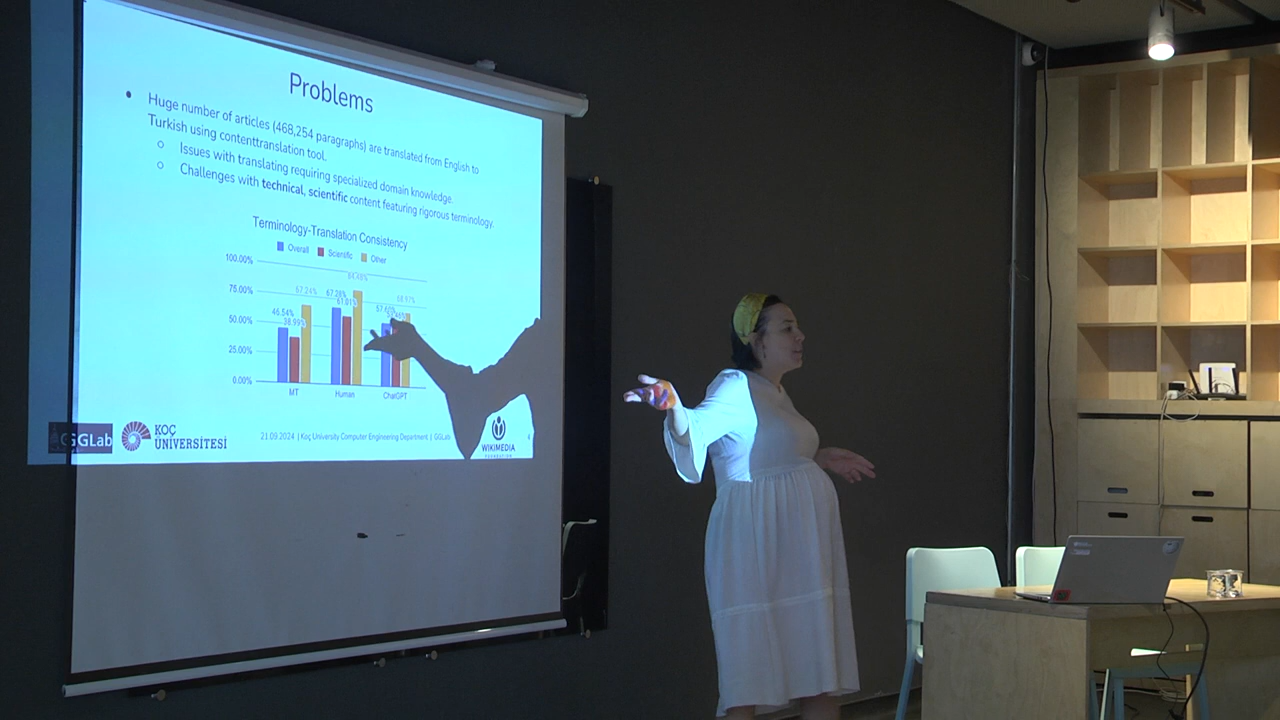 Problems
Huge number of articles (468,254 paragraphs) are translated from English to
Turkish using contenttranslation tool.
Issues with translating requiring specialized domain knowledge.
Challenges with technical, scientific content featuring rigorous terminology.
Terminology-Translation Consistency
Overall Scientific Other
100.00%
75.00%
50.00%
25.00%
0.00%
46.54% 38.99% 67.24%
67.28% 61.01%
MT Human ChatGPT
GGLab
KOÇ
ÜNİVERSİTESİ
21.09.2024 | Koç University Computer Engineering Department | GGLab
WIKIMEDIA
FOUNDATION